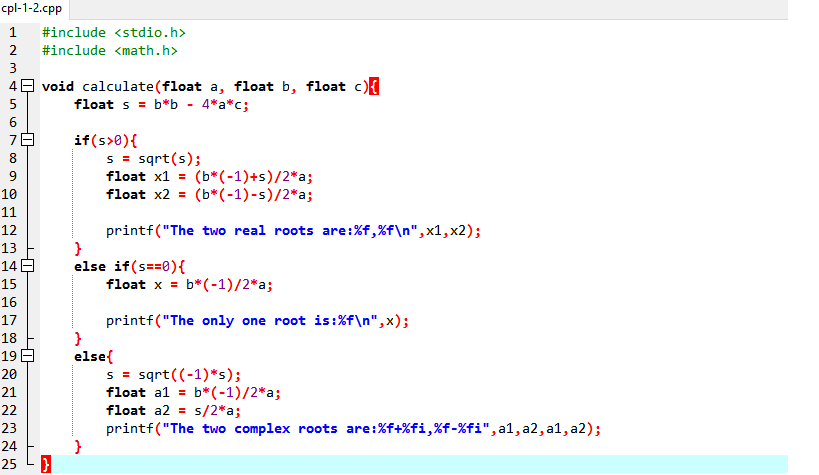 cpl-1-2.cpp
1 #include <stdio.h>
2 #include <math.h>
3
4 void calculate(float a, float b, float c){
5     float s = b*b - 4*a*c;
6
7     if(s>0){
8         s = sqrt(s);
9         float x1 = (b*(-1)+s)/2*a;
10         float x2 = (b*(-1)-s)/2*a;
11
12         printf("The two real roots are:%f,%f\n",x1,x2);
13     }
14     else if(s==0){
15         float x = b*(-1)/2*a;
16
17         printf("The only one root is:%f\n",x);
18     }
19     else{
20         s = sqrt((-1)*s);
21         float a1 = b*(-1)/2*a;
22         float a2 = s/2*a;
23         printf("The two complex roots are:%f+%fi,%f-%fi",a1,a2,a1,a2);
24     }
25 }